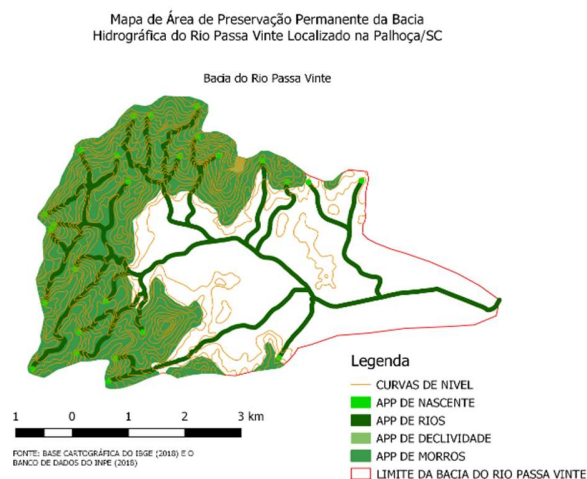 Mapa de Área de Preservação Permanente da Bacia
Hidrográfica do Rio Passa Vinte Localizado na Palhoça/SC
Bacia do Rio Passa Vinte
Legenda
CURVAS DE NIVEL
APP DE NASCENTE
APP DE RIOS
APP DE DECLIVIDADE
APP DE MORROS
LIMITE DA BACIA DO RIO PASSA VINTE
1 0 1 2 3 km
FONTE: BASE CARTOGRÁFICA DO IBGE (2018) E O
BANCO DE DADOS DO INPE (2018)